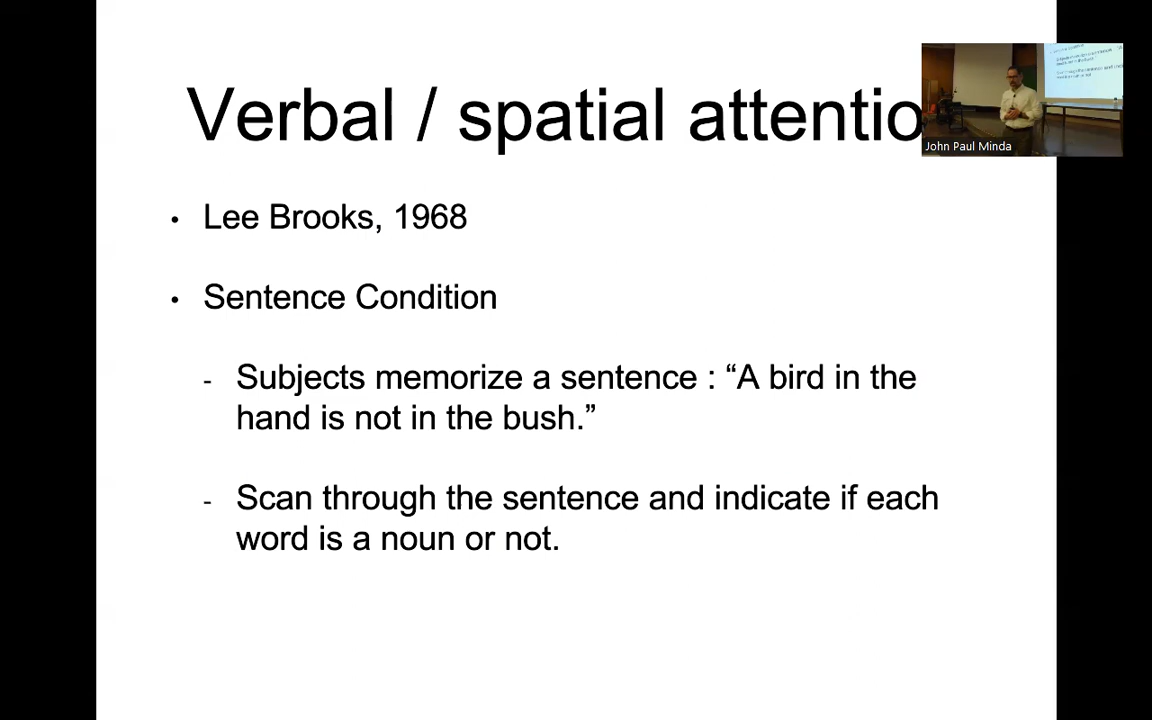 Verbal / spatial attentio
John Paul Minda
• Lee Brooks, 1968
• Sentence Condition
- Subjects memorize a sentence : “A bird in the
hand is not in the bush.”
- Scan through the sentence and indicate if each
word is a noun or not.